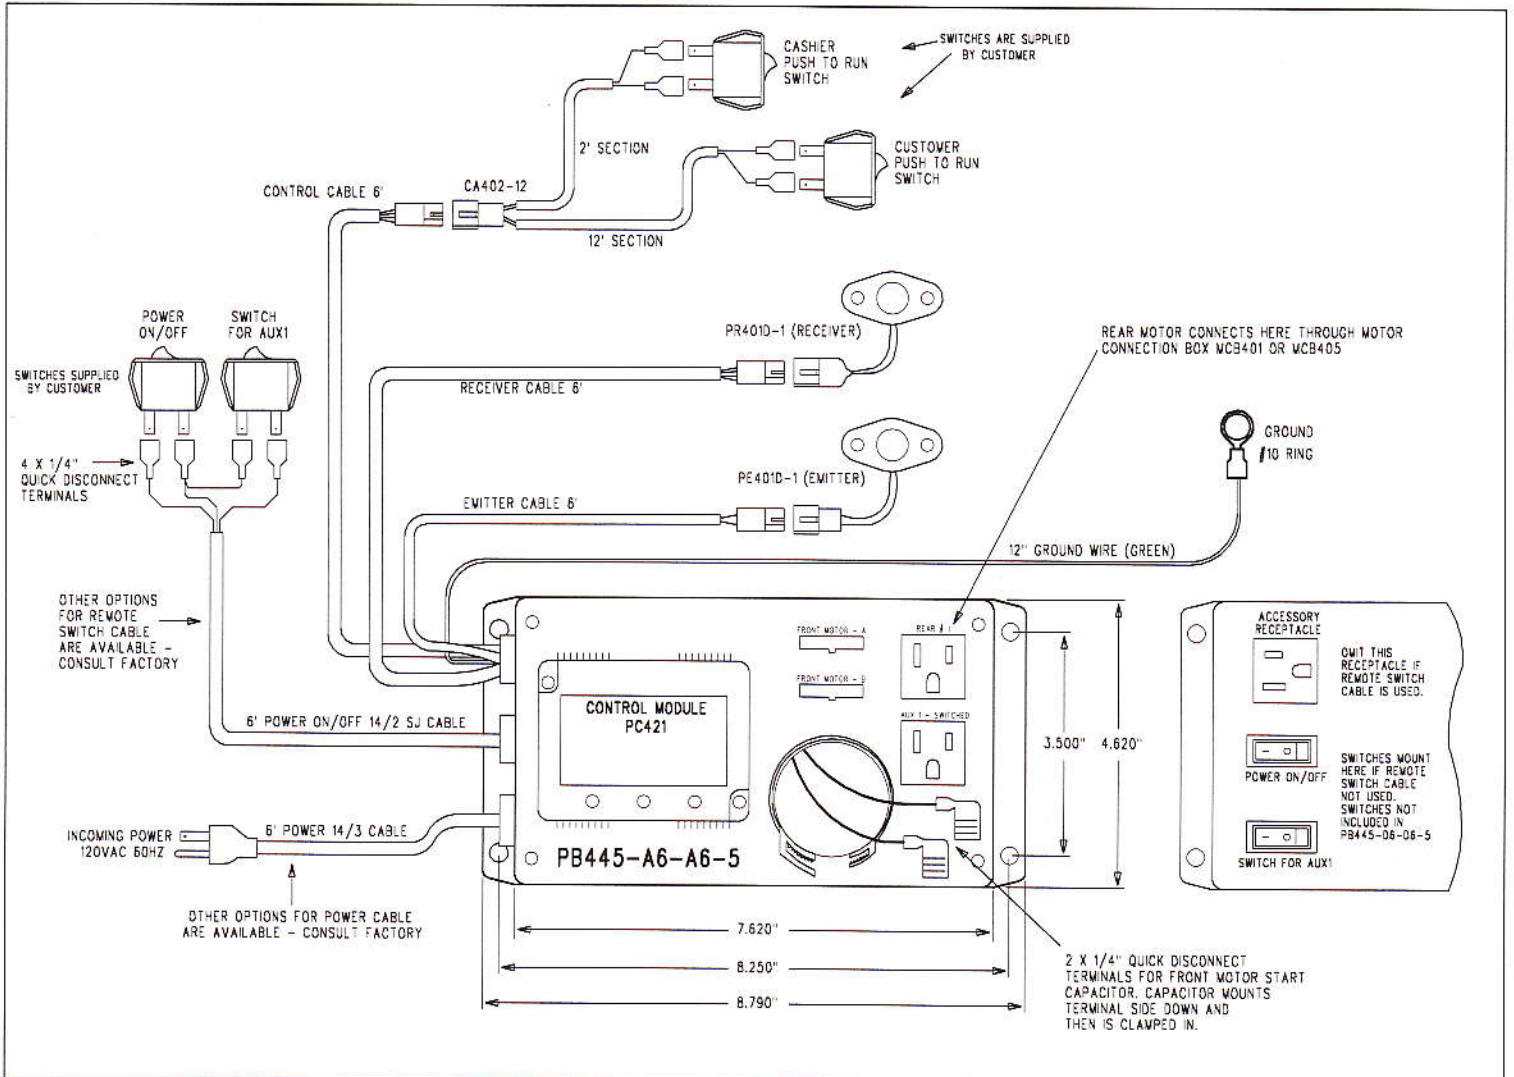 CASHIER
PUSH TO RUN
SWITCH
SWITCHES ARE SUPPLIED
BY CUSTOMER
2' SECTION
CUSTOMER
PUSH TO RUN
SWITCH
CONTROL CABLE 6'
CA402-12
12' SECTION
POWER
ON/OFF
SWITCH
FOR AUX1
SWITCHES SUPPLIED
BY CUSTOMER
PR401D-1 (RECEIVER)
RECEIVER CABLE 6'
REAR MOTOR CONNECTS HERE THROUGH MOTOR
CONNECTION BOX MCB401 OR MCB405
GROUND
#10 RING
4 X 1/4"
QUICK DISCONNECT
TERMINALS
PE401D-1 (EMITTER)
EMITTER CABLE 6'
12" GROUND WIRE (GREEN)
OTHER OPTIONS
FOR REMOTE
SWITCH CABLE
ARE AVAILABLE -
CONSULT FACTORY
FRONT MOTOR - A
REAR # 1
FRONT MOTOR - B
AUX 1 - SWITCHED
CONTROL MODULE
PC421
6' POWER ON/OFF 14/2 SJ CABLE
3.500"
4.620"
ACCESSORY
RECEPTACLE
OMIT THIS
RECEPTACLE IF
REMOTE SWITCH
CABLE IS USED.
POWER ON/OFF
SWITCHES MOUNT
HERE IF REMOTE
SWITCH CABLE
NOT USED.
SWITCHES NOT
INCLUDED IN
PB445-06-06-5
SWITCH FOR AUX1
INCOMING POWER
120VAC 60HZ
6' POWER 14/3 CABLE
PB445-A6-A6-5
OTHER OPTIONS FOR POWER CABLE
ARE AVAILABLE - CONSULT FACTORY
7.620"
8.250"
8.790"
2 X 1/4" QUICK DISCONNECT
TERMINALS FOR FRONT MOTOR START
CAPACITOR. CAPACITOR MOUNTS
TERMINAL SIDE DOWN AND
THEN IS CLAMPED IN.